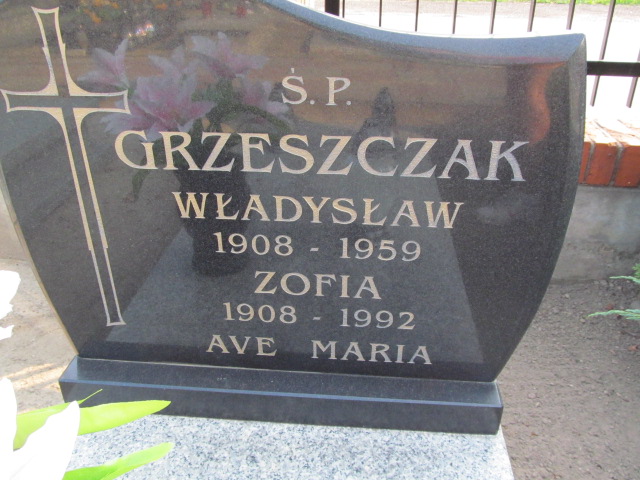 Ś.P.
GRZESZCZAK
WŁADYSŁAW
1908 - 1959
ZOFIA
1908 - 1992
AVE MARIA